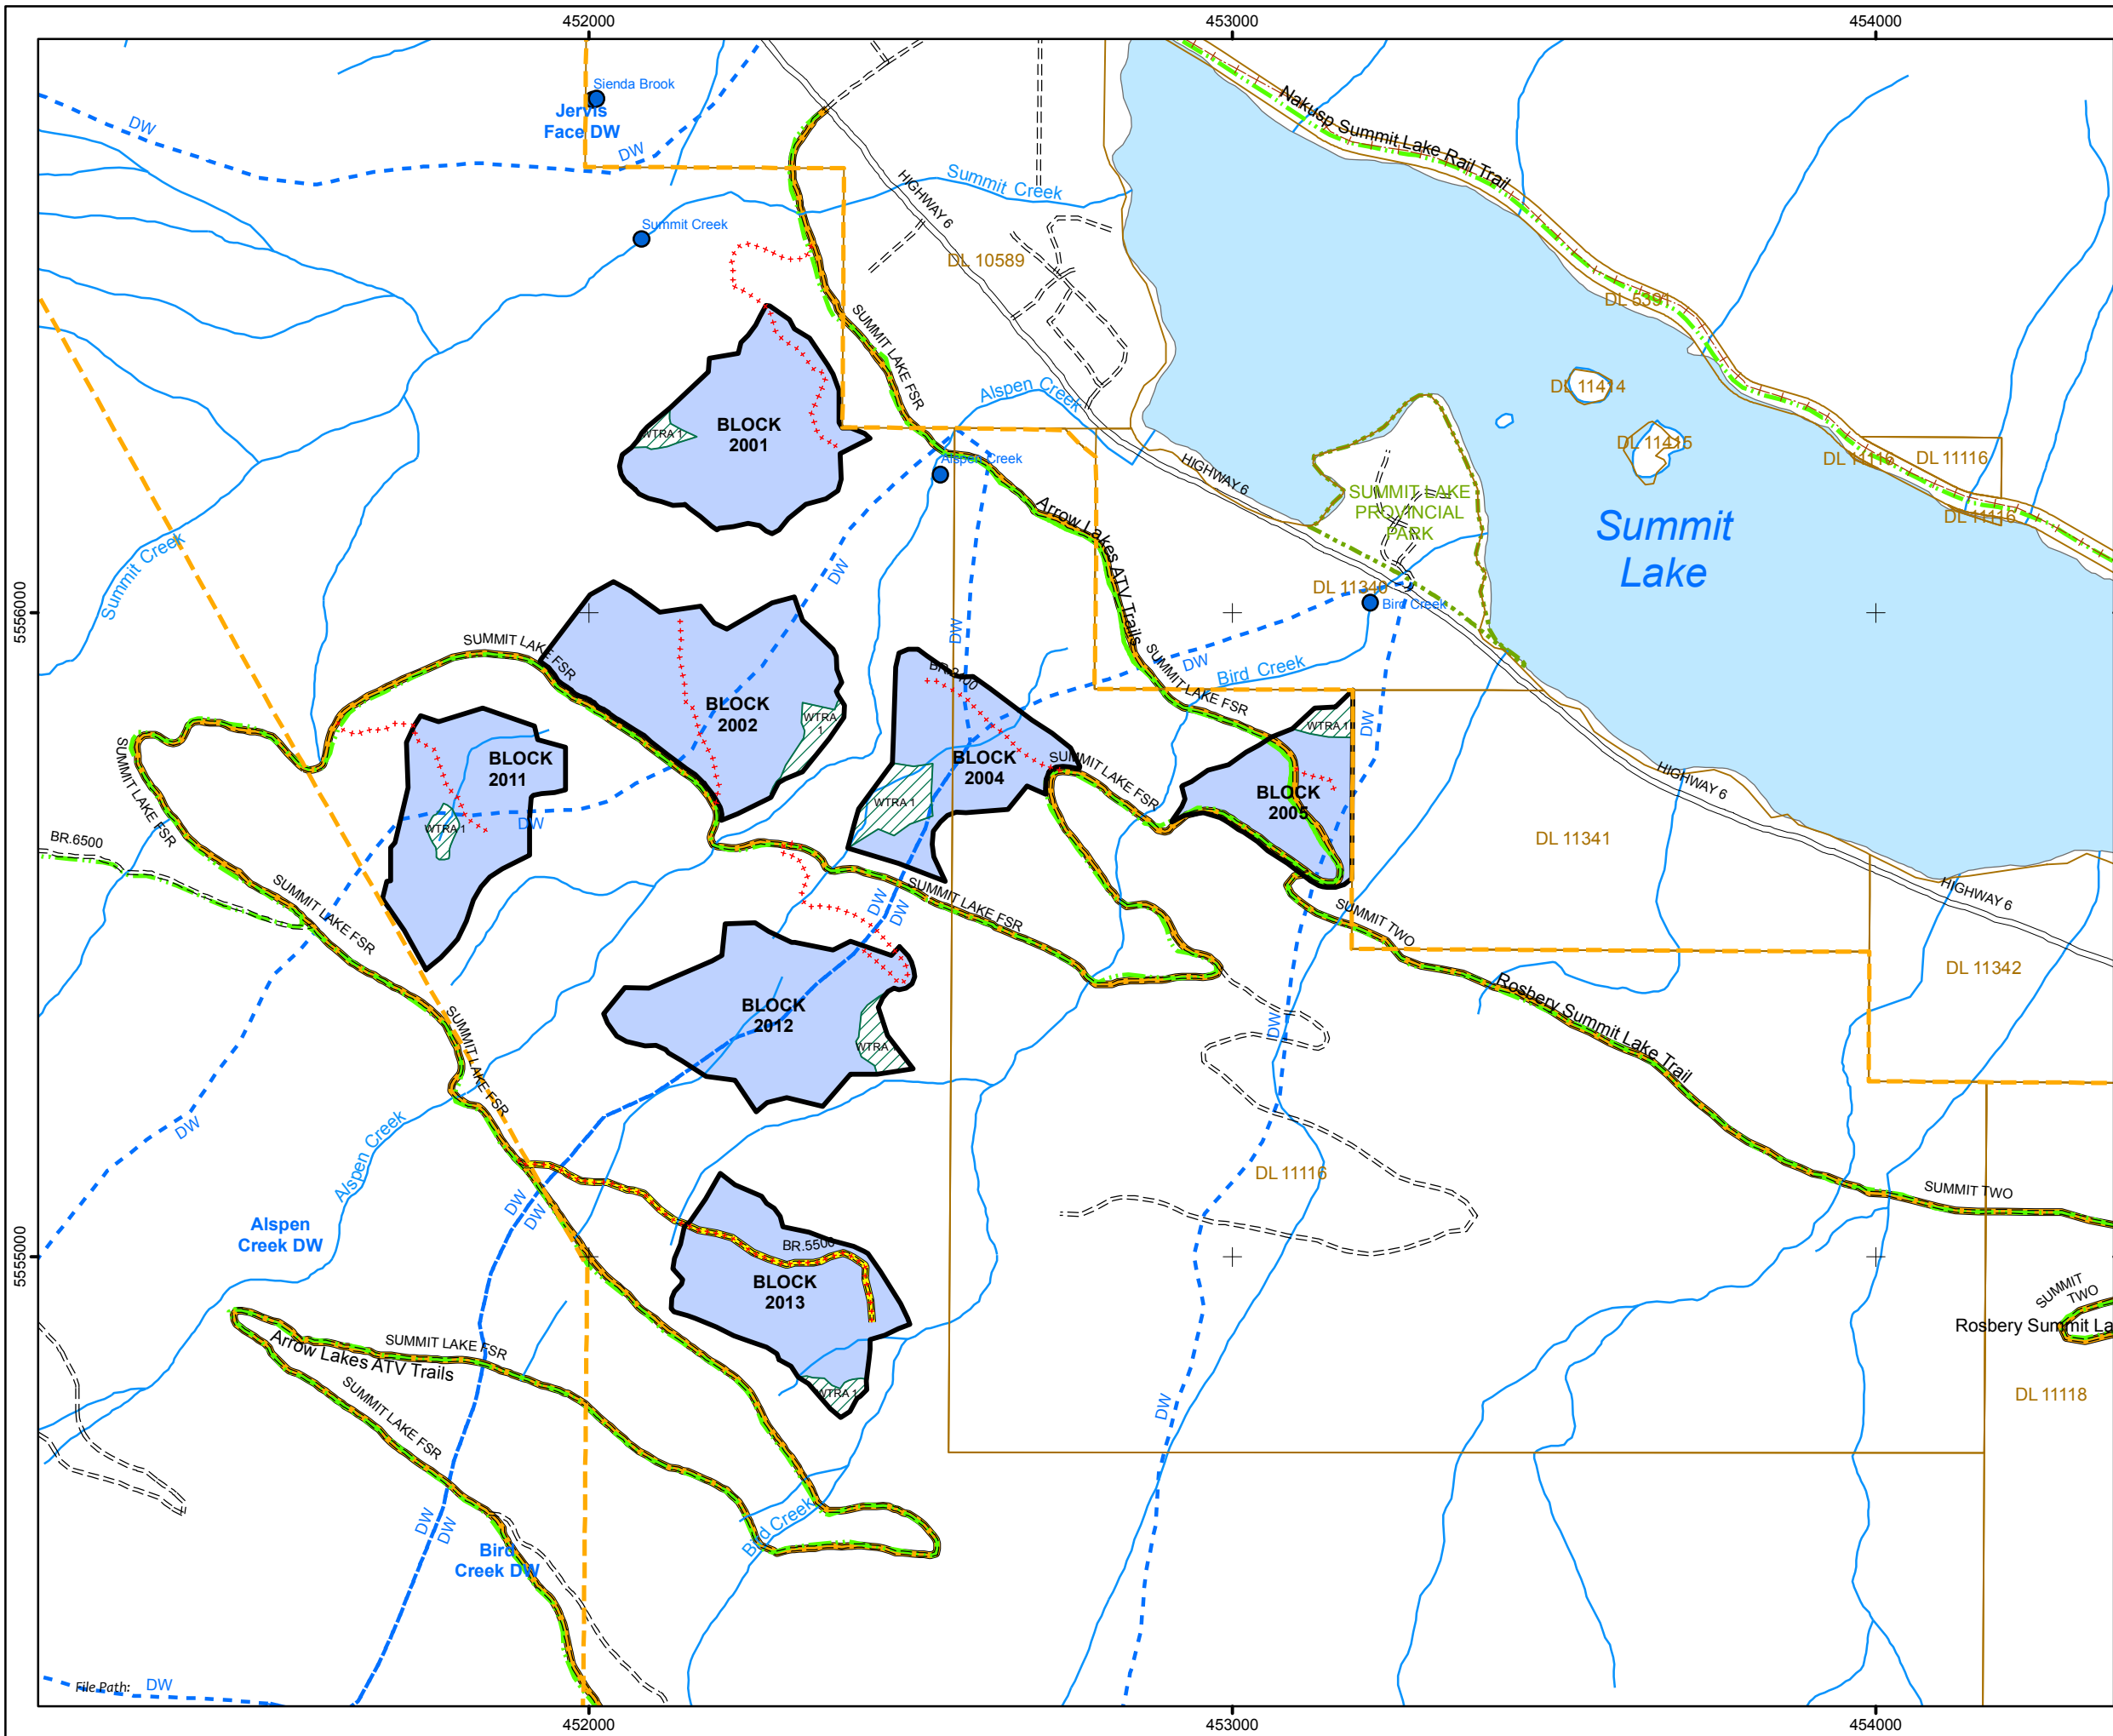 452000
453000
454000
Sienda Brook
Jervis
Face DW
DW
DW
Nakusp Summit Lake Rail Trail
Summit Creek
HIGHWAY 6
Summit Creek
DL 10589
DL 5391
SUMMIT LAKE FSR
DL 11414
Alspen Creek
BLOCK
2001
WTRA 1
DL 11415
DL 11116
DL 11116
Alspen Creek
HIGHWAY 6
SUMMIT LAKE
PROVINCIAL
PARK
Arrow Lakes ATV Trails
DL 11116
Summit
Lake
Summit Creek
DW
5556000
DL 11340
Bird Creek
DW
SUMMIT LAKE FSR
DW
Bird Creek
SUMMIT LAKE FSR
BLOCK
2002
WTRA
1
WTRA 1
DW
SUMMIT LAKE FSR
BLOCK
2011
BLOCK
2004
SUMMIT LAKE FSR
HIGHWAY 6
BLOCK
2005
WTRA 1
WTRA 1
DW
BR.6500
DL 11341
SUMMIT LAKE FSR
SUMMIT LAKE FSR
DW
DW
HIGHWAY 6
SUMMIT TWO
DL 11342
BLOCK
2012
Rosbery Summit Lake Trail
SUMMIT LAKE FSR
DW
WTRA
DW
Alspen Creek
DL 11116
SUMMIT TWO
DW
DW
Alspen
Creek DW
5555000
BR.5500
BLOCK
2013
SUMMIT
TWO
Rosbery Summit La
SUMMIT LAKE FSR
Arrow Lakes ATV Trails
SUMMIT LAKE FSR
WTRA 1
DL 11118
DW
DW
DW
Bird Creek
Bird
Creek DW
File Path:
DW
452000
453000
454000